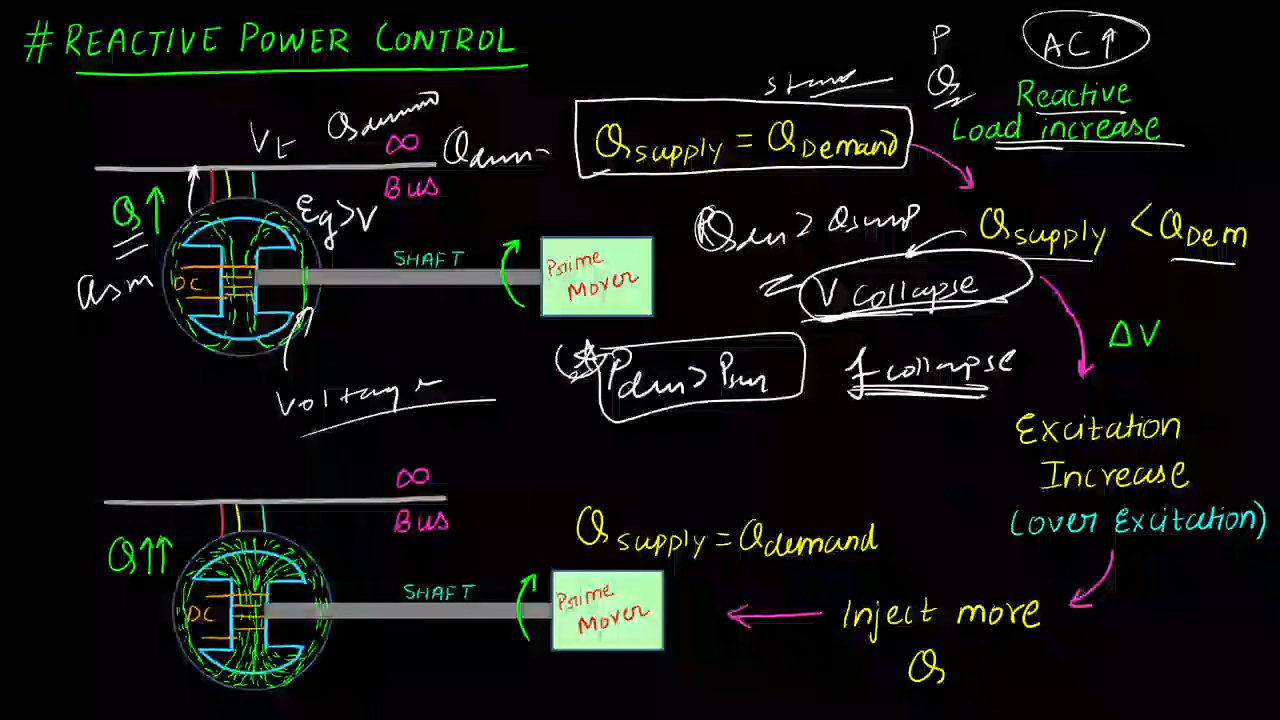 # REACTIVE POWER CONTROL
P
Q
AC ↑
Reactive
Load increase
Vt
∞
Bus
Qsupply = QDemand
Q ↑
Eg > V
Qsupply < QDem
SHAFT
DC
Prime
Mover
V collapse
ΔV
f collapse
Voltage
Excitation
Increase
(over Excitation)
∞
Bus
Q ↑↑
Qsupply = Qdemand
SHAFT
DC
Prime
Mover
Inject more
Q